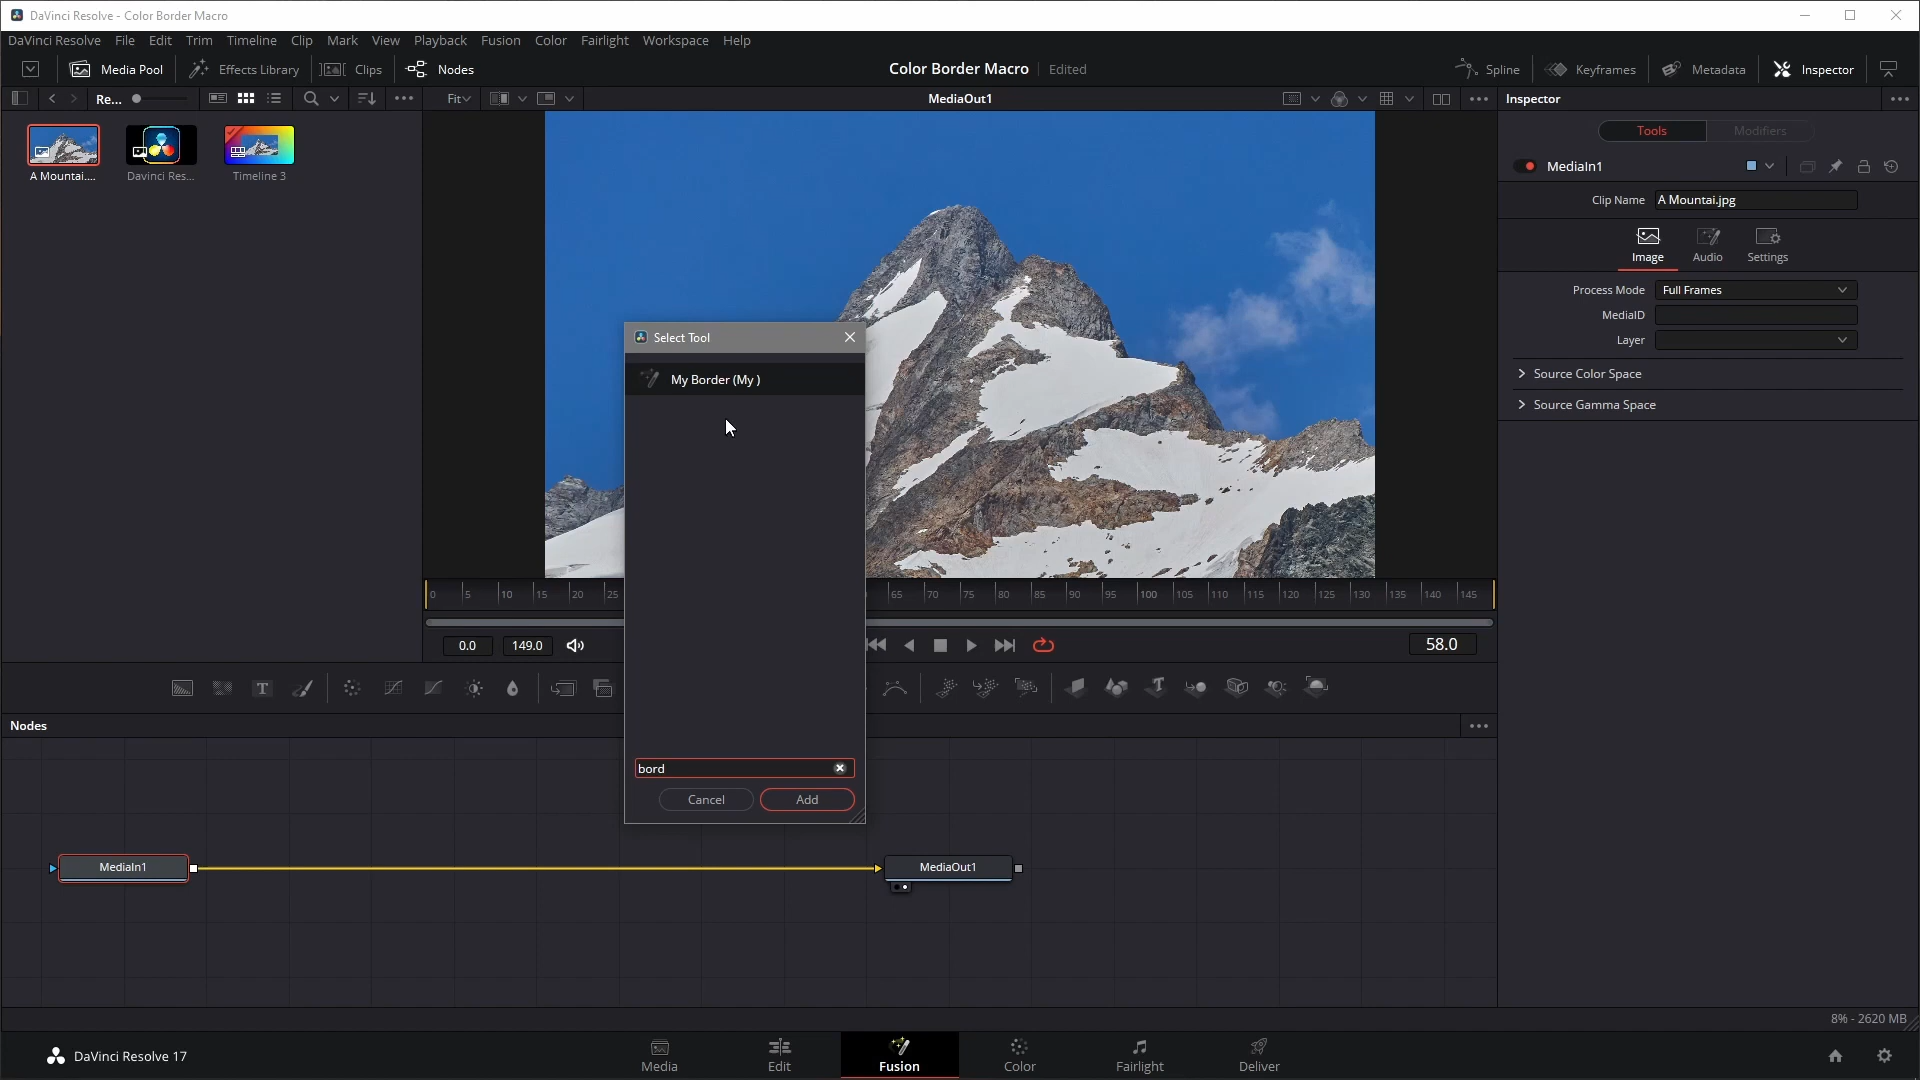 DaVinci Resolve - Color Border Macro
DaVinci Resolve File Edit Trim Timeline Clip Mark View Playback Fusion Color Fairlight Workspace Help
Media Pool Effects Library Clips Nodes Color Border Macro Edited Spline Keyframes Metadata Inspector
Re... Fit MediaOut1 Inspector
A Mountai.... Davinci Res... Timeline 3
Tools Modifiers
MediaIn1
Clip Name A Mountai.jpg
Image Audio Settings
Process Mode Full Frames
MediaID
Layer
Source Color Space
Source Gamma Space
Select Tool
My Border (My )
bord
Cancel Add
0 5 10 15 20 25 65 70 75 80 85 90 95 100 105 110 115 120 125 130 135 140 145
0.0 149.0 58.0
T
Nodes
MediaIn1 MediaOut1
8% - 2620 MB
DaVinci Resolve 17 Media Edit Fusion Color Fairlight Deliver